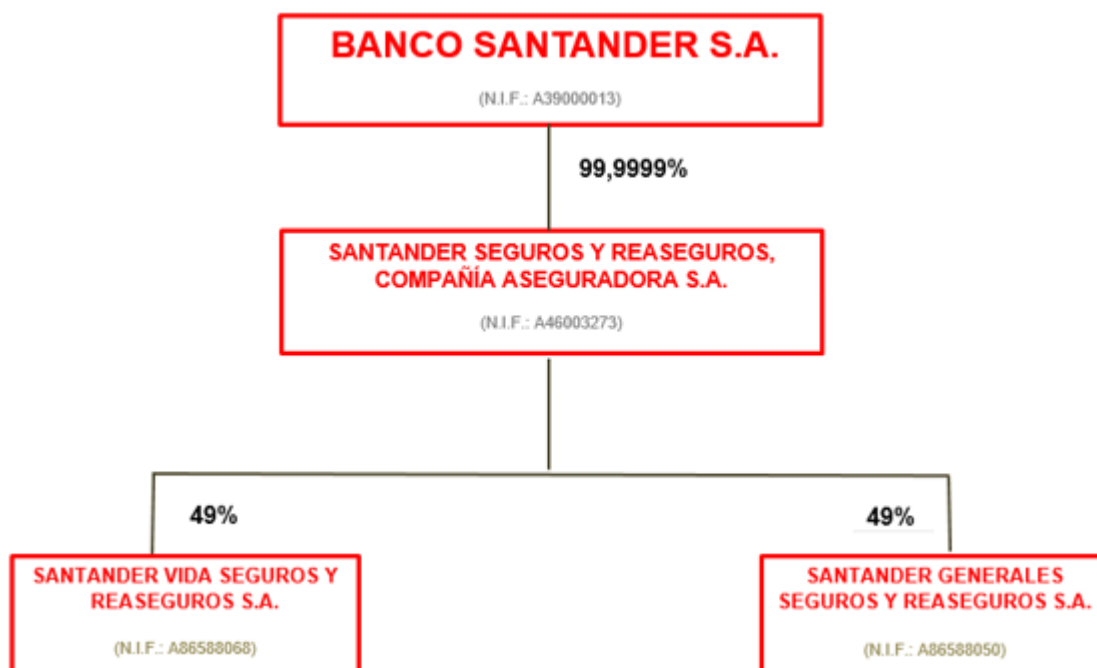 BANCO SANTANDER S.A.
(N.I.F.: A39000013)
99,9999%
SANTANDER SEGUROS Y REASEGUROS,
COMPAÑÍA ASEGURADORA S.A.
(N.I.F.: A46003273)
49%
49%
SANTANDER VIDA SEGUROS Y
REASEGUROS S.A.
(N.I.F.: A86588068)
SANTANDER GENERALES
SEGUROS Y REASEGUROS S.A.
(N.I.F.: A86588050)